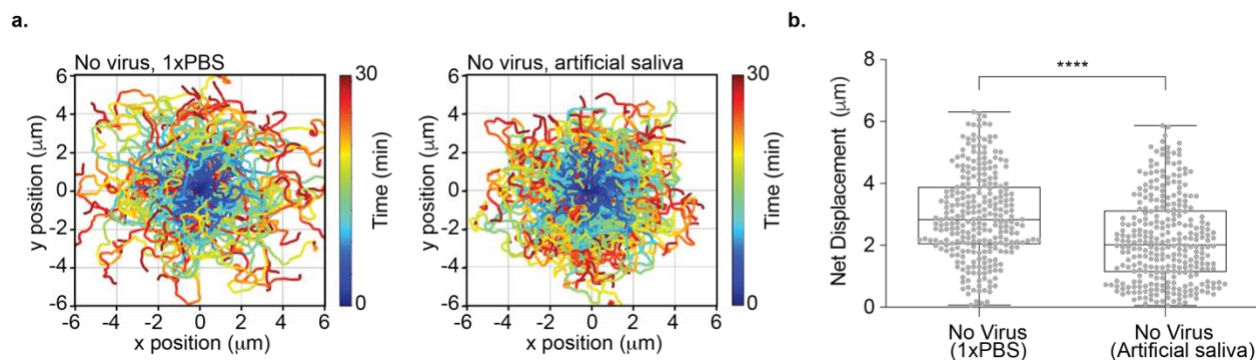 a.
No virus, 1xPBS
6
4
2
0
-2
-4
-6
y position (μm)
-6 -4 -2 0 2 4 6
x position (μm)
30
0
Time (min)
No virus, artificial saliva
6
4
2
0
-2
-4
-6
y position (μm)
-6 -4 -2 0 2 4 6
x position (μm)
30
0
Time (min)
b.
8
6
4
2
0
Net Displacement (μm)
****
No Virus
(1xPBS)
No Virus
(Artificial saliva)